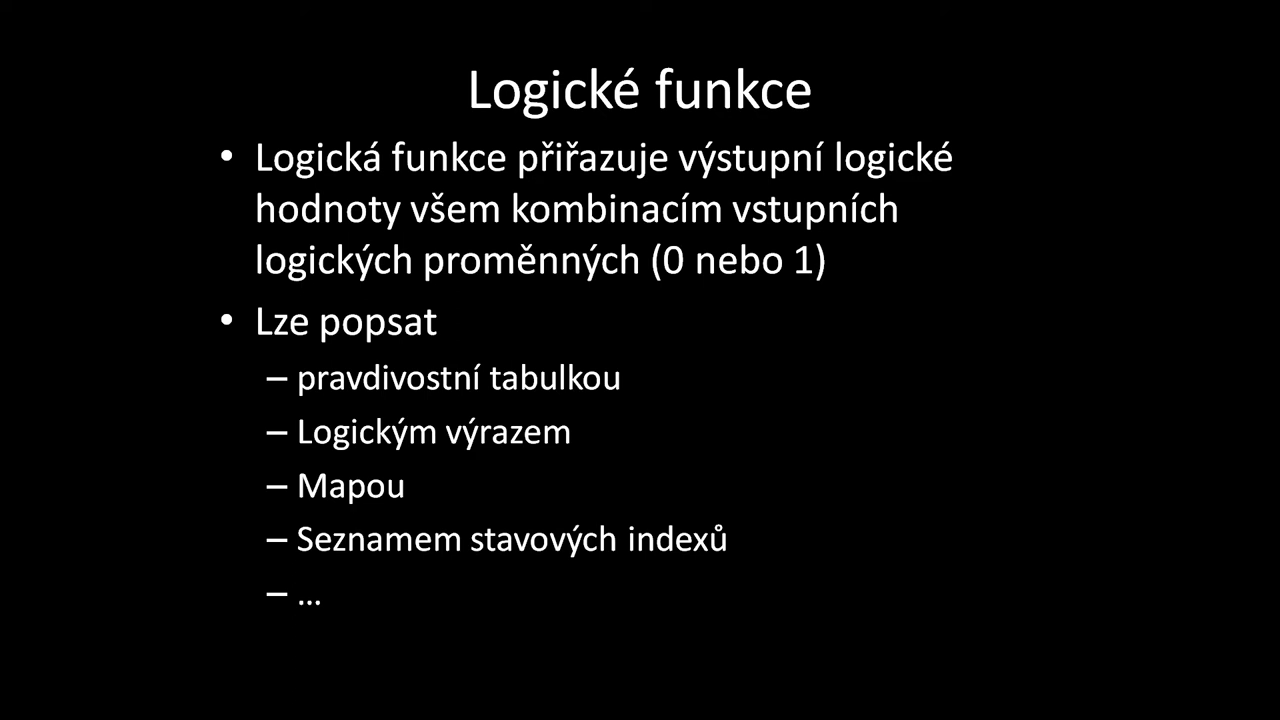 Logické funkce
• Logická funkce přiřazuje výstupní logické
hodnoty všem kombinacím vstupních
logických proměnných (0 nebo 1)
• Lze popsat
– pravdivostní tabulkou
– Logickým výrazem
– Mapou
– Seznamem stavových indexů
– …